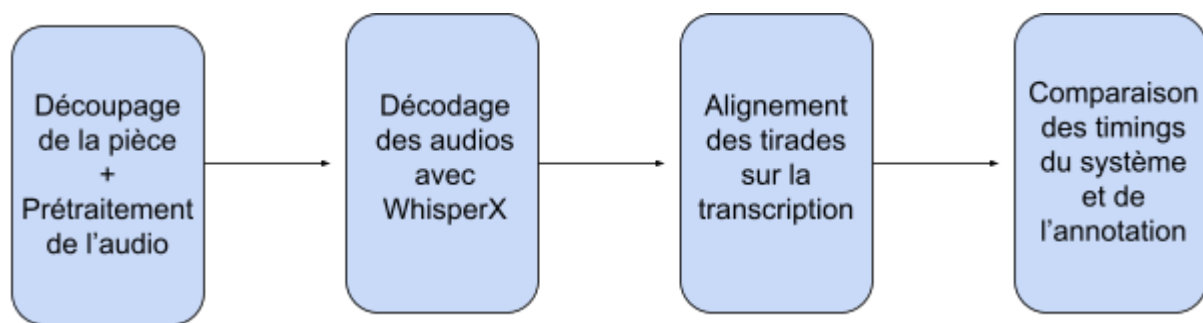 Découpage
de la pièce
+
Prétraitement
de l'audio
Décodage
des audios
avec
WhisperX
Alignement
des tirades
sur la
transcription
Comparaison
des timings
du système
et de
l'annotation